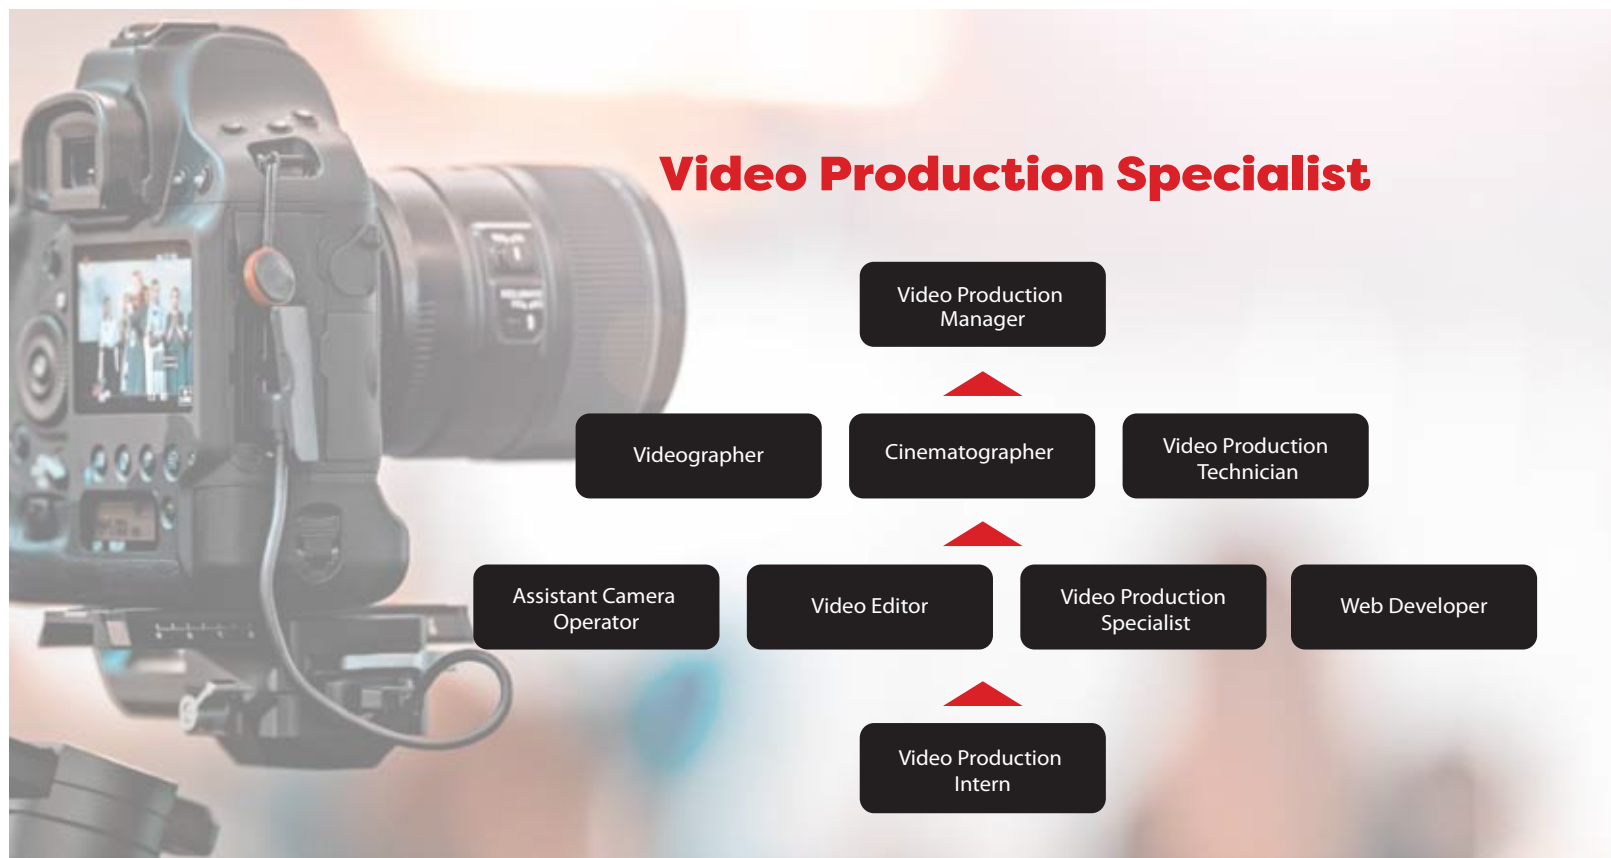 Video Production Specialist
Video Production
Manager
Videographer
Cinematographer
Video Production
Technician
Assistant Camera
Operator
Video Editor
Video Production
Specialist
Web Developer
Video Production
Intern